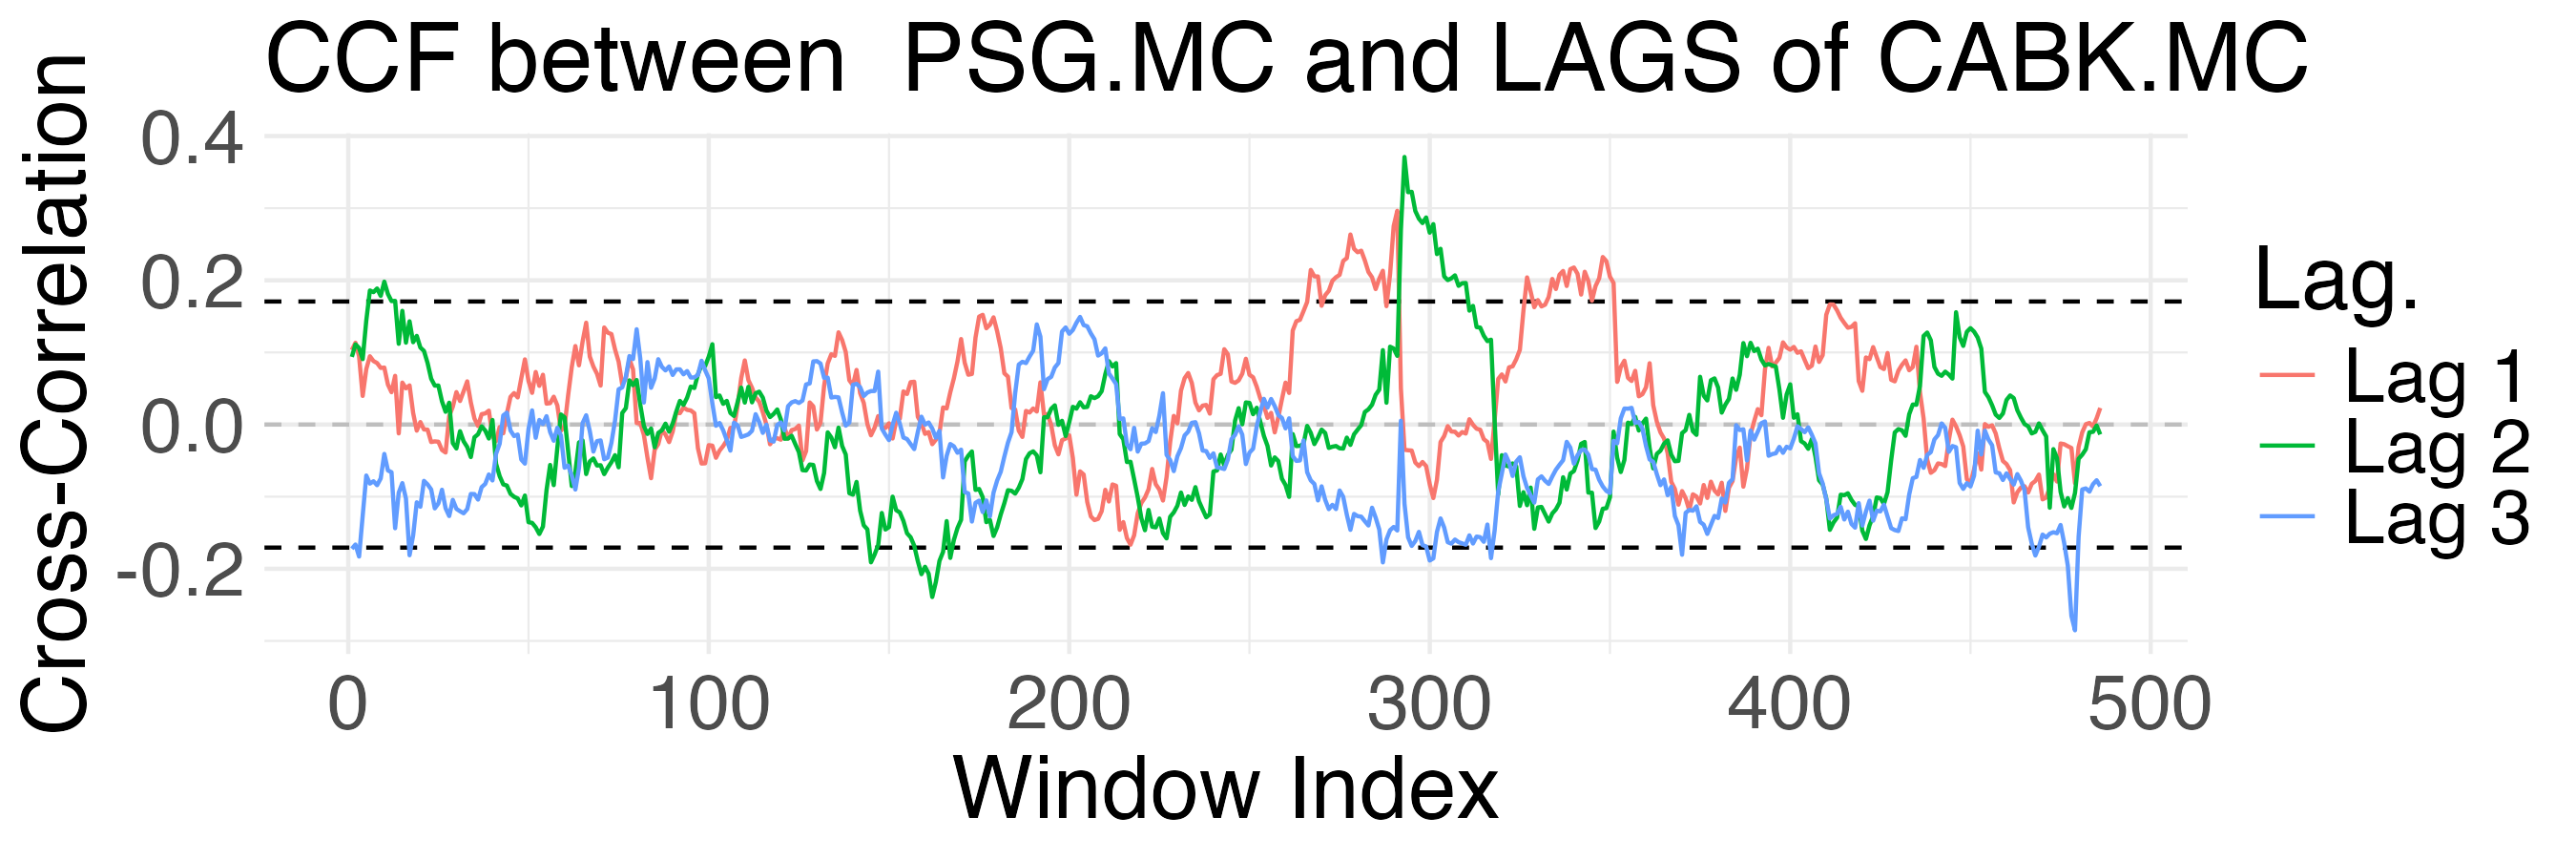 CCF between  PSG.MC and LAGS of CABK.MC
Cross-Correlation
0.4
0.2
0.0
-0.2
0 100 200 300 400 500
Window Index
Lag.
Lag 1
Lag 2
Lag 3